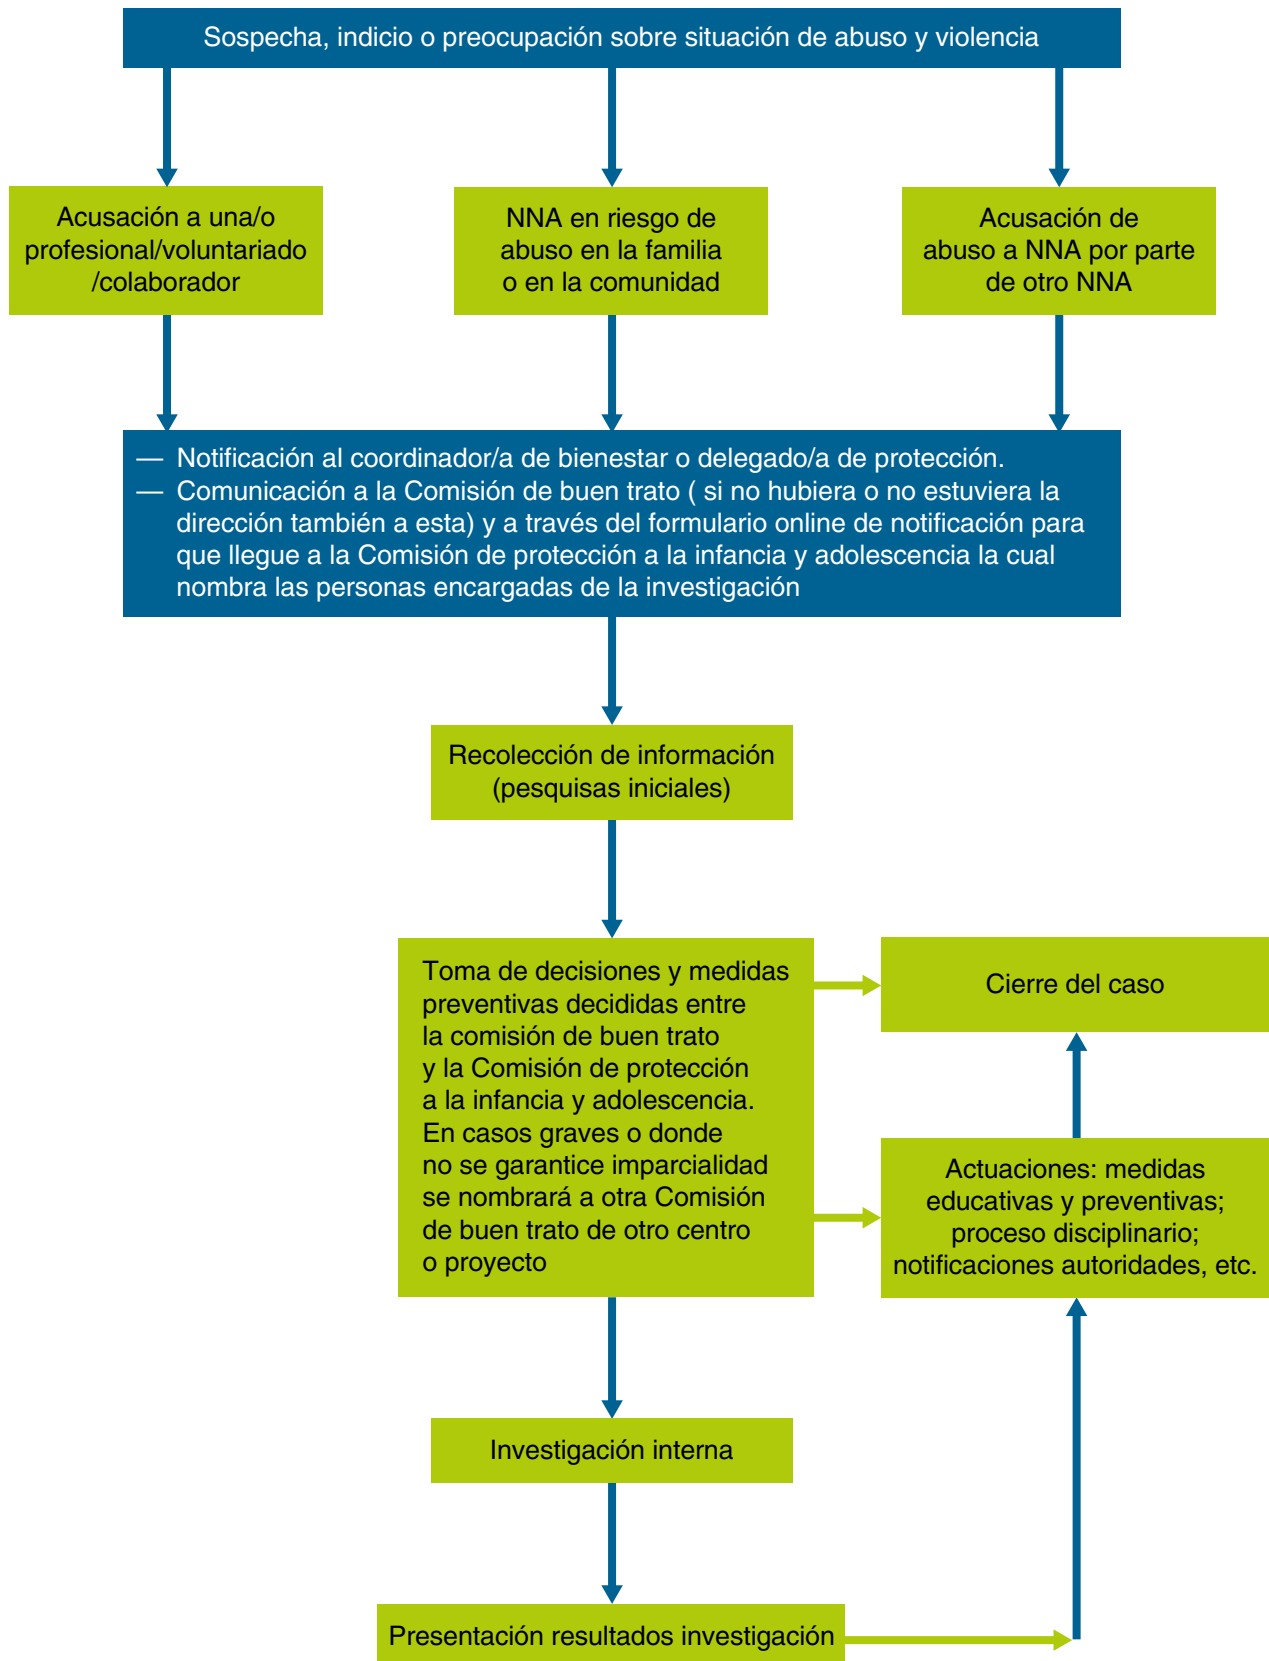 Sospecha, indicio o preocupación sobre situación de abuso y violencia
Acusación a una/o
profesional/voluntariado
/colaborador
NNA en riesgo de
abuso en la familia
o en la comunidad
Acusación de
abuso a NNA por parte
de otro NNA
— Notificación al coordinador/a de bienestar o delegado/a de protección.
— Comunicación a la Comisión de buen trato ( si no hubiera o no estuviera la
dirección también a esta) y a través del formulario online de notificación para
que llegue a la Comisión de protección a la infancia y adolescencia la cual
nombra las personas encargadas de la investigación
Recolección de información
(pesquisas iniciales)
Toma de decisiones y medidas
preventivas decididas entre
la comisión de buen trato
y la Comisión de protección
a la infancia y adolescencia.
En casos graves o donde
no se garantice imparcialidad
se nombrará a otra Comisión
de buen trato de otro centro
o proyecto
Cierre del caso
Actuaciones: medidas
educativas y preventivas;
proceso disciplinario;
notificaciones autoridades, etc.
Investigación interna
Presentación resultados investigación